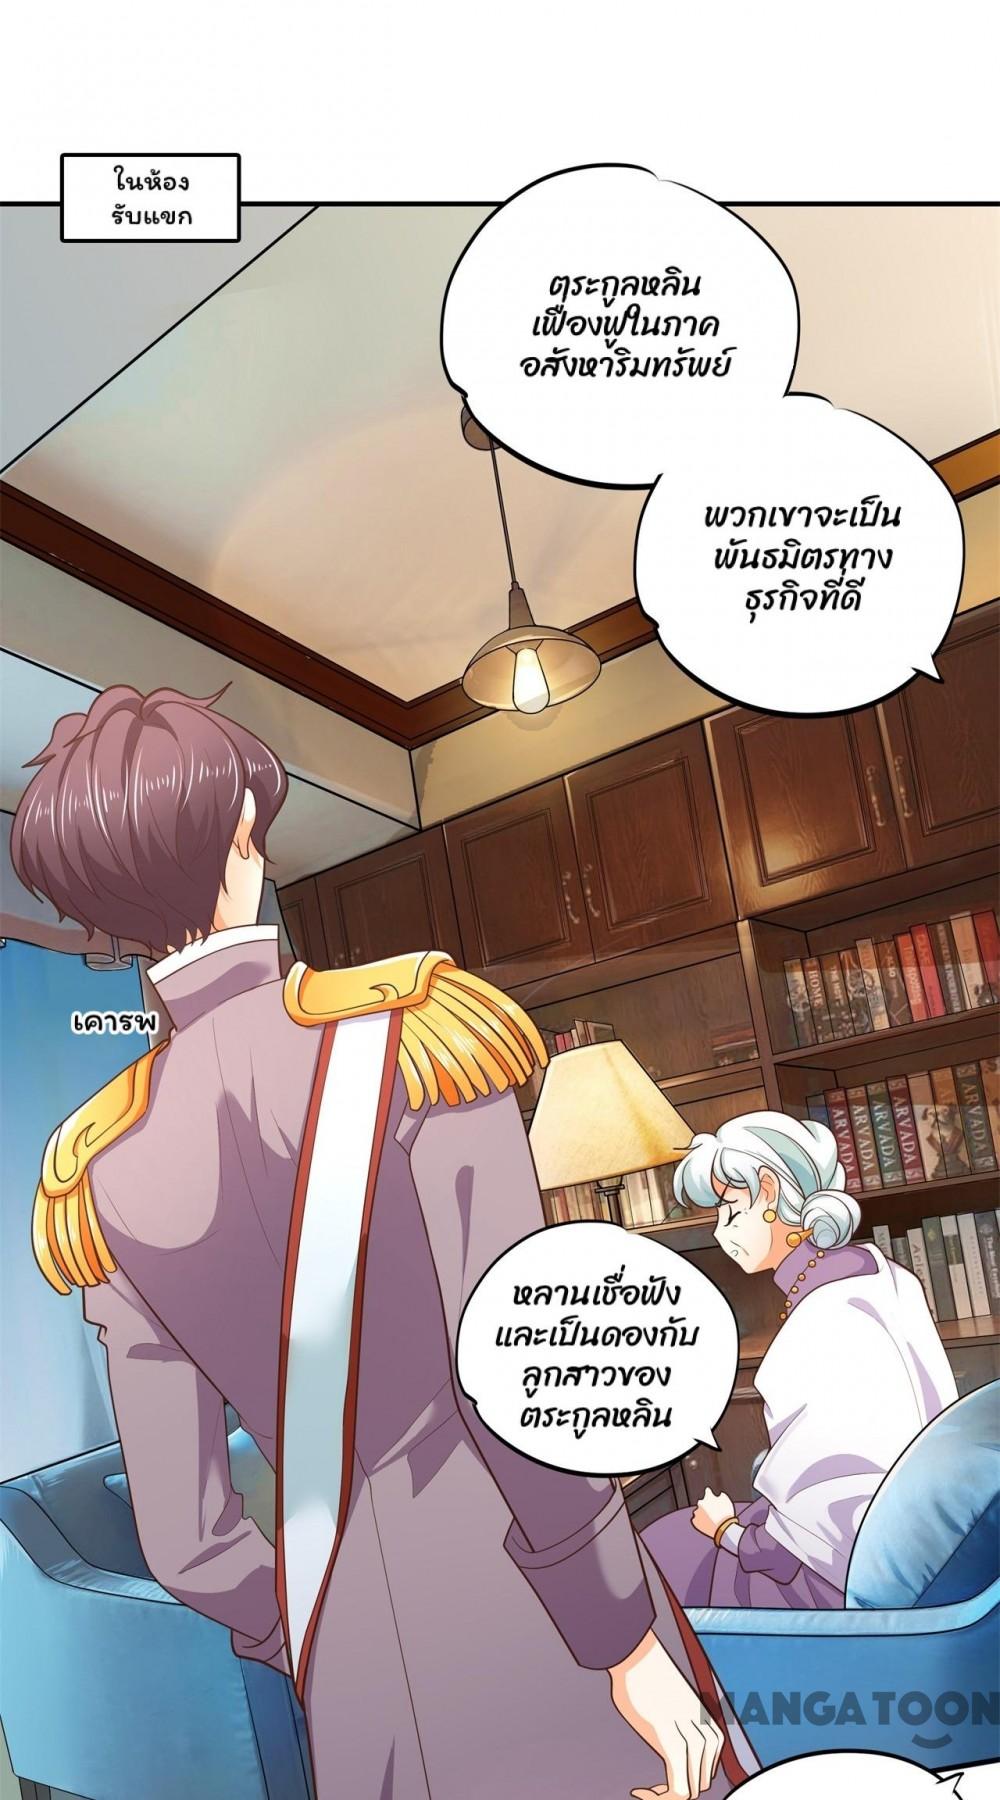 ในห้อง
รับแขก
ตระกูลหลิน
เฟื่องฟูในภาค
อสังหาริมทรัพย์
พวกเขาจะเป็น
พันธมิตรทาง
ธุรกิจที่ดี
เคารพ
หลานเชื่อฟัง
และเป็นดองกับ
ลูกสาวของ
ตระกูลหลิน
HOME
ARVADA
ARVADA
ARVADA
ARVADA
MANGATOON